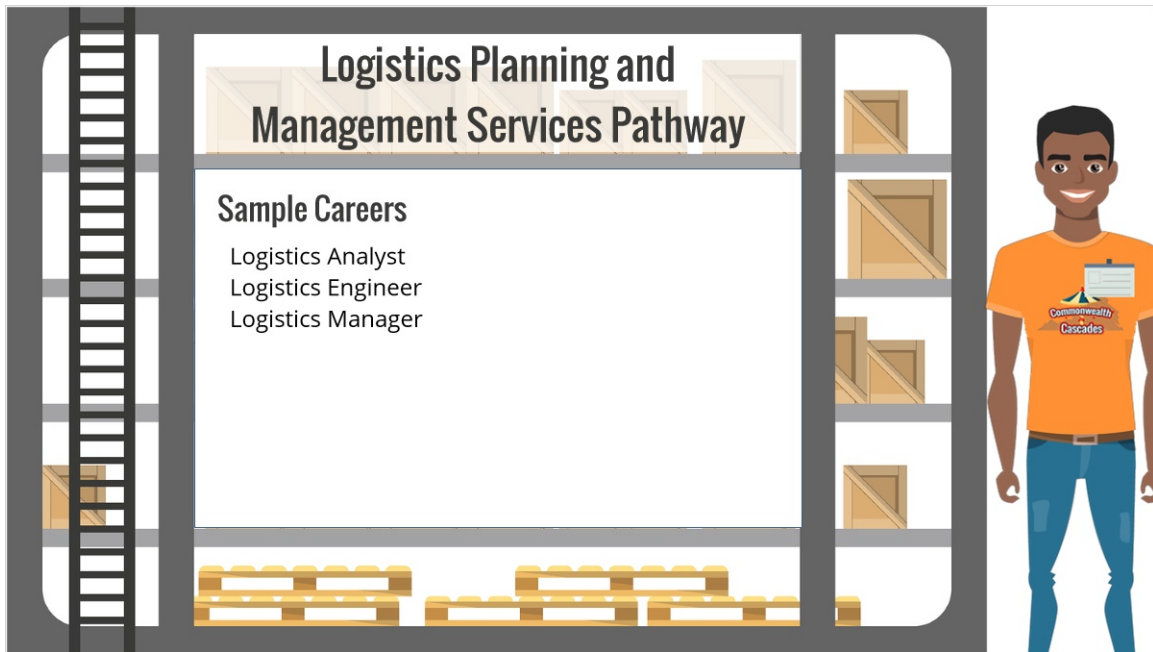 Logistics Planning and
Management Services Pathway
Sample Careers
Logistics Analyst
Logistics Engineer
Logistics Manager
Commonwealth
Cascades